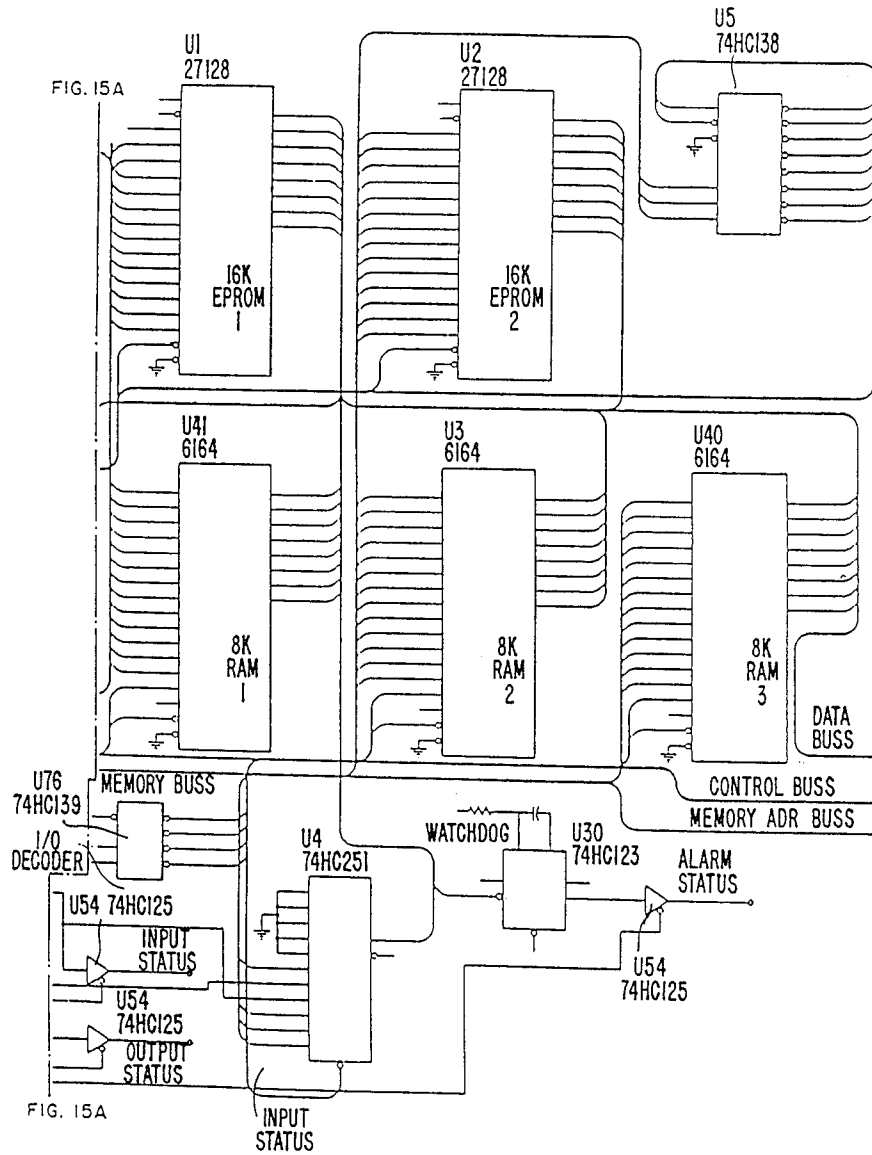 FIG. 15A
U1
27128
U2
27128
U5
74HC138
16K
EPROM
1
16K
EPROM
2
U41
6164
U3
6164
U40
6164
8K
RAM
1
8K
RAM
2
8K
RAM
3
DATA
BUSS
CONTROL BUSS
MEMORY ADR BUSS
U76
74HC139
MEMORY BUSS
I/O
DECODER
U4
74HC251
WATCHDOG
U30
74HC123
ALARM
STATUS
U54 74HC125
INPUT
STATUS
U54
74HC125
OUTPUT
STATUS
U54
74HC125
FIG. 15A
INPUT
STATUS